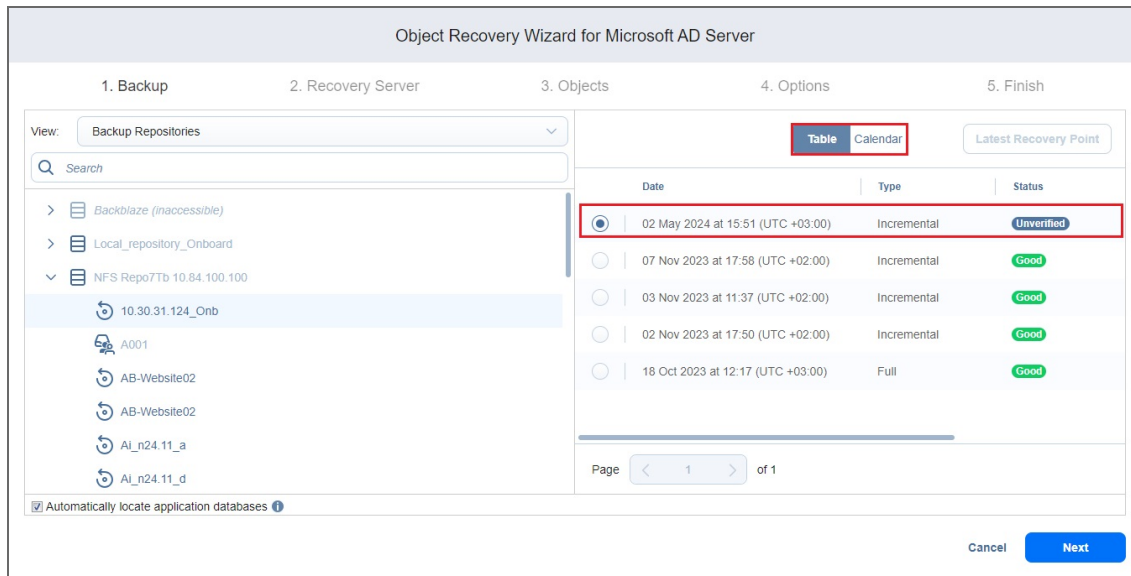 Object Recovery Wizard for Microsoft AD Server
1. Backup 2. Recovery Server 3. Objects 4. Options 5. Finish
View: Backup Repositories
Search
Backblaze (inaccessible)
Local_repository_Onboard
NFS Repo7Tb 10.84.100.100
10.30.31.124_Onb
A001
AB-Website02
AB-Website02
Ai_n24.11_a
Ai_n24.11_d
Automatically locate application databases
Table Calendar Latest Recovery Point
Date Type Status
02 May 2024 at 15:51 (UTC +03:00) Incremental Unverified
07 Nov 2023 at 17:58 (UTC +02:00) Incremental Good
03 Nov 2023 at 11:37 (UTC +02:00) Incremental Good
02 Nov 2023 at 17:50 (UTC +02:00) Incremental Good
18 Oct 2023 at 12:17 (UTC +03:00) Full Good
Page 1 of 1
Cancel Next